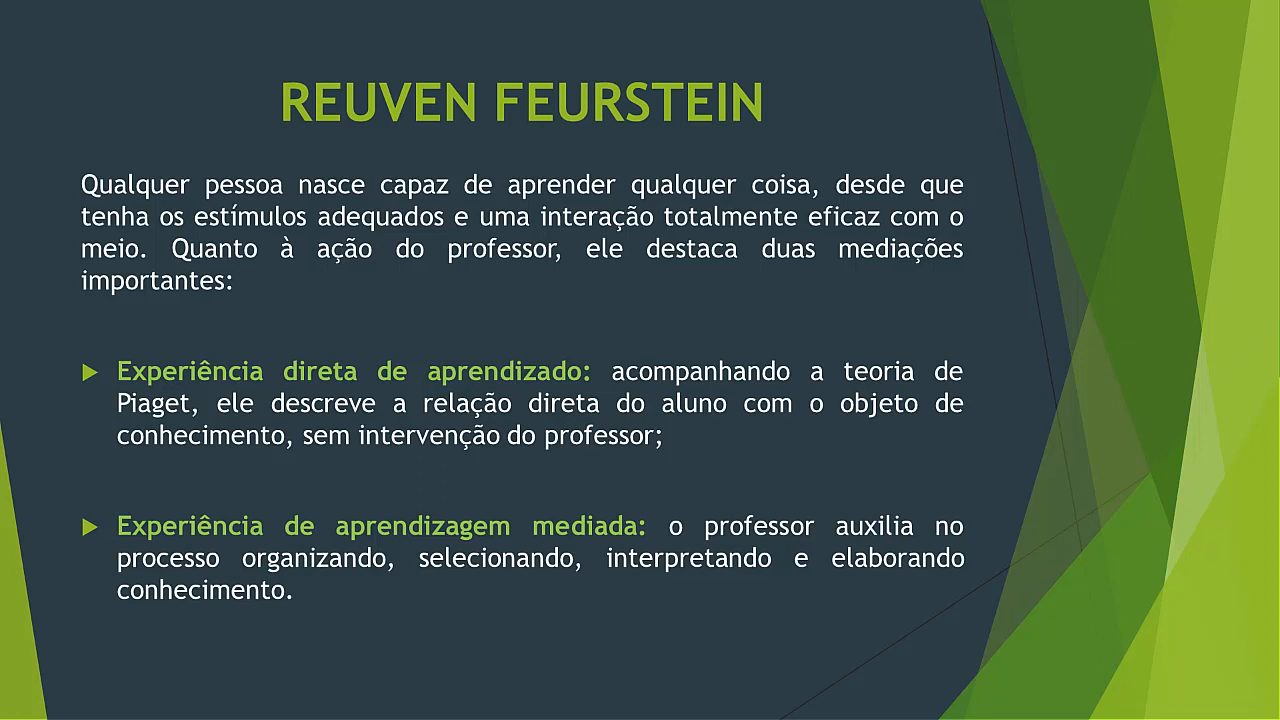 REUVEN FEURSTEIN
Qualquer pessoa nasce capaz de aprender qualquer coisa, desde que
tenha os estímulos adequados e uma interação totalmente eficaz com o
meio. Quanto à ação do professor, ele destaca duas mediações
importantes:
Experiência direta de aprendizado: acompanhando a teoria de
Piaget, ele descreve a relação direta do aluno com o objeto de
conhecimento, sem intervenção do professor;
Experiência de aprendizagem mediada: o professor auxilia no
processo organizando, selecionando, interpretando e elaborando
conhecimento.